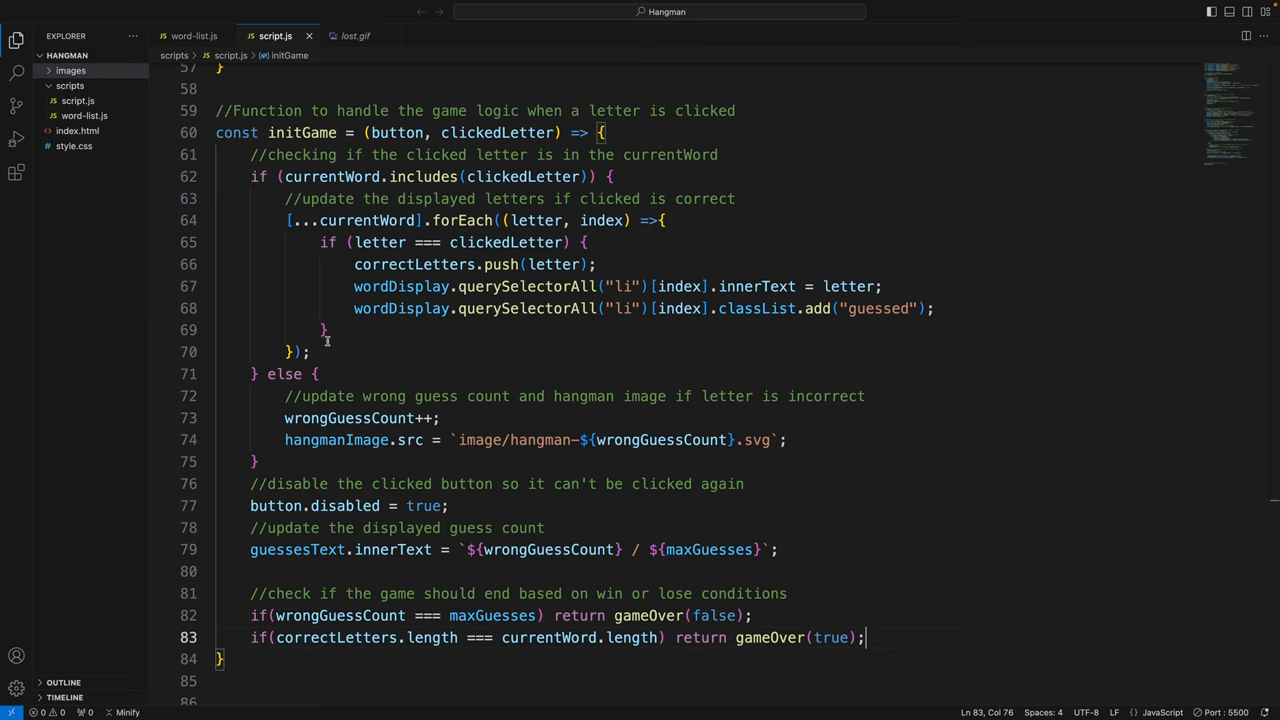 Hangman
EXPLORER
word-list.js
script.js
lost.gif
HANGMAN
scripts > script.js > initGame
images
scripts
script.js
word-list.js
index.html
style.css
57 }
58
59 //Function to handle the game logic when a letter is clicked
60 const initGame = (button, clickedLetter) => {
61 //checking if the clicked letter is in the currentWord
62 if (currentWord.includes(clickedLetter)) {
63 //update the displayed letters if clicked is correct
64 [...currentWord].forEach((letter, index) =>{
65 if (letter === clickedLetter) {
66 correctLetters.push(letter);
67 wordDisplay.querySelectorAll("li")[index].innerText = letter;
68 wordDisplay.querySelectorAll("li")[index].classList.add("guessed");
69 }
70 });
71 } else {
72 //update wrong guess count and hangman image if letter is incorrect
73 wrongGuessCount++;
74 hangmanImage.src = `image/hangman-${wrongGuessCount}.svg`;
75 }
76 //disable the clicked button so it can't be clicked again
77 button.disabled = true;
78 //update the displayed guess count
79 guessesText.innerText = `${wrongGuessCount} / ${maxGuesses}`;
80
81 //check if the game should end based on win or lose conditions
82 if(wrongGuessCount === maxGuesses) return gameOver(false);
83 if(correctLetters.length === currentWord.length) return gameOver(true);
84 }
85
86
OUTLINE
TIMELINE
0 0 0 Minify
Ln 83, Col 76 Spaces: 4 UTF-8 LF {} JavaScript Port : 5500